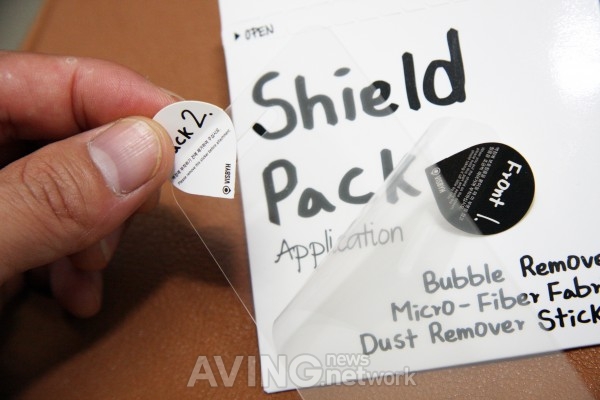 ▶ OPEN
Shield
Pack
Application
Bubble Remove
Micro-Fiber Fabr
Dust Remover Stick
ack 2.
VISBYH
Front 1.
AVING news network